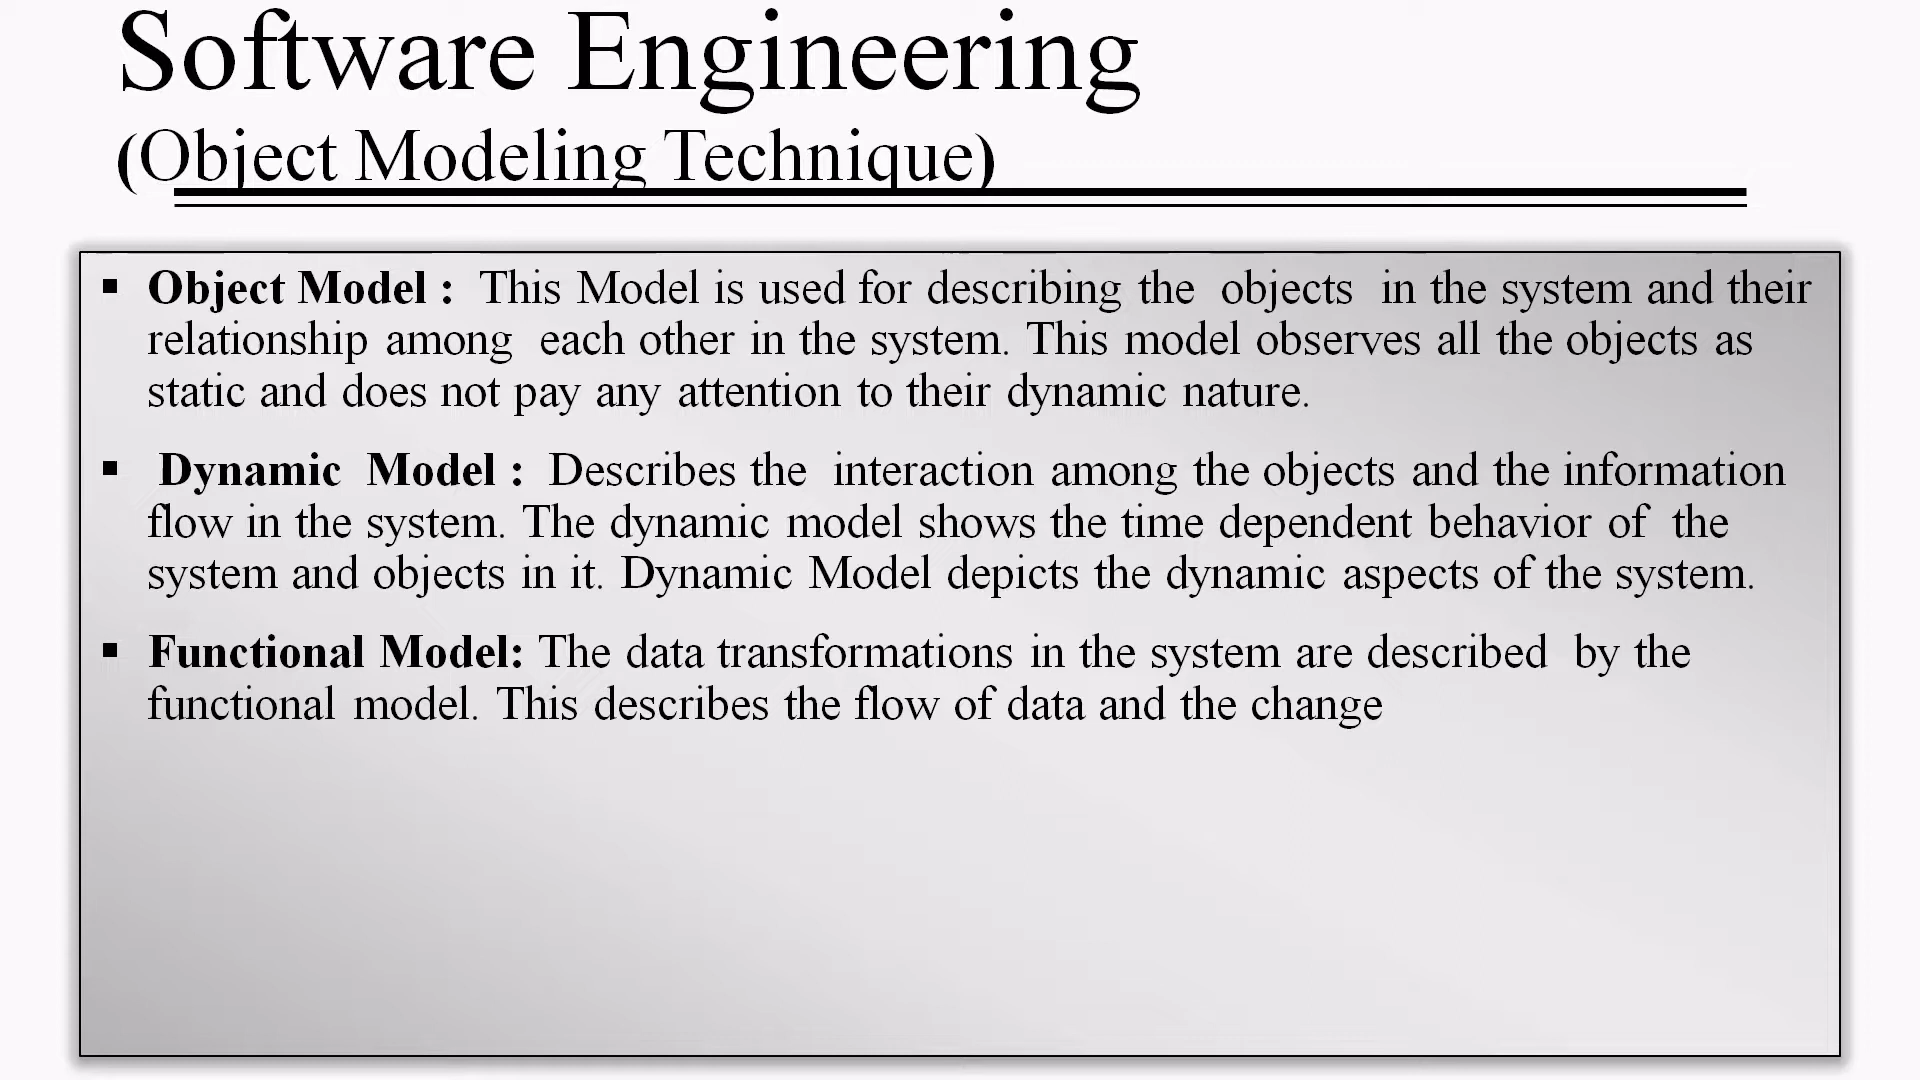 Software Engineering
(Object Modeling Technique)
▪ Object Model : This Model is used for describing the objects in the system and their
relationship among each other in the system. This model observes all the objects as
static and does not pay any attention to their dynamic nature.
▪ Dynamic Model : Describes the interaction among the objects and the information
flow in the system. The dynamic model shows the time dependent behavior of the
system and objects in it. Dynamic Model depicts the dynamic aspects of the system.
▪ Functional Model: The data transformations in the system are described by the
functional model. This describes the flow of data and the change